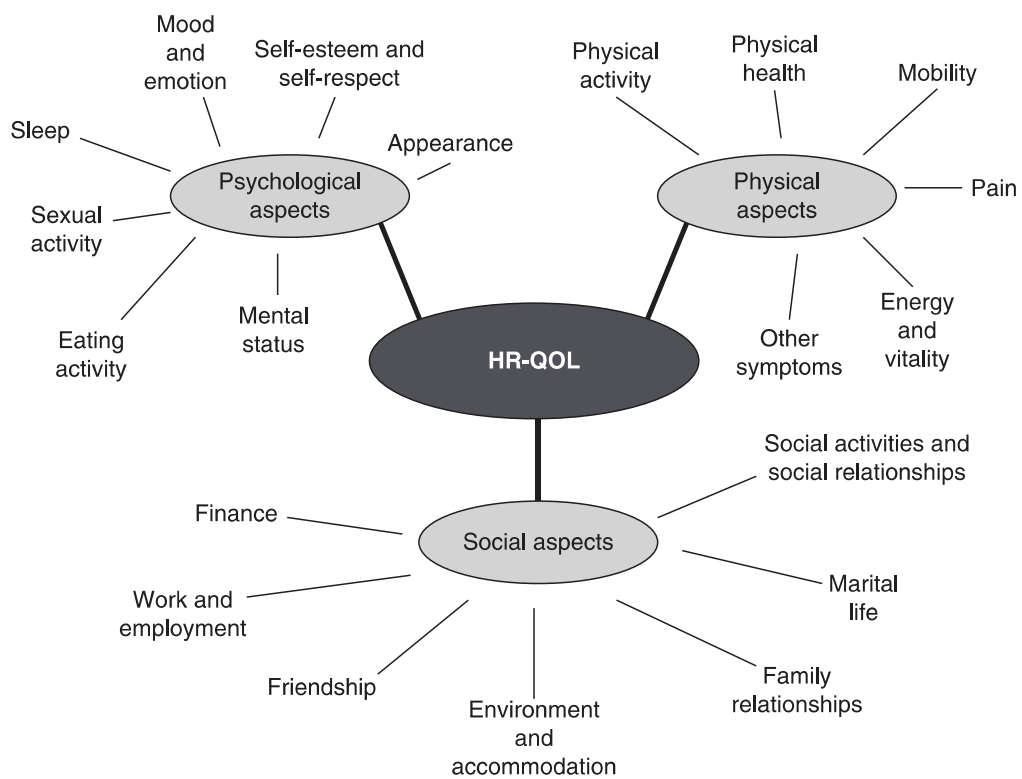 Mood
and
emotion
Self-esteem and
self-respect
Sleep
Appearance
Psychological
aspects
Sexual
activity
Eating
activity
Mental
status
Physical
activity
Physical
health
Mobility
Physical
aspects
Pain
Energy
and
vitality
Other
symptoms
HR-QOL
Social activities and
social relationships
Finance
Social aspects
Marital
life
Work and
employment
Friendship
Environment
and
accommodation
Family
relationships